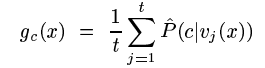 g_c(x) = \frac{1}{t} \sum_{j=1}^{t} \hat{P}(c|v_j(x))